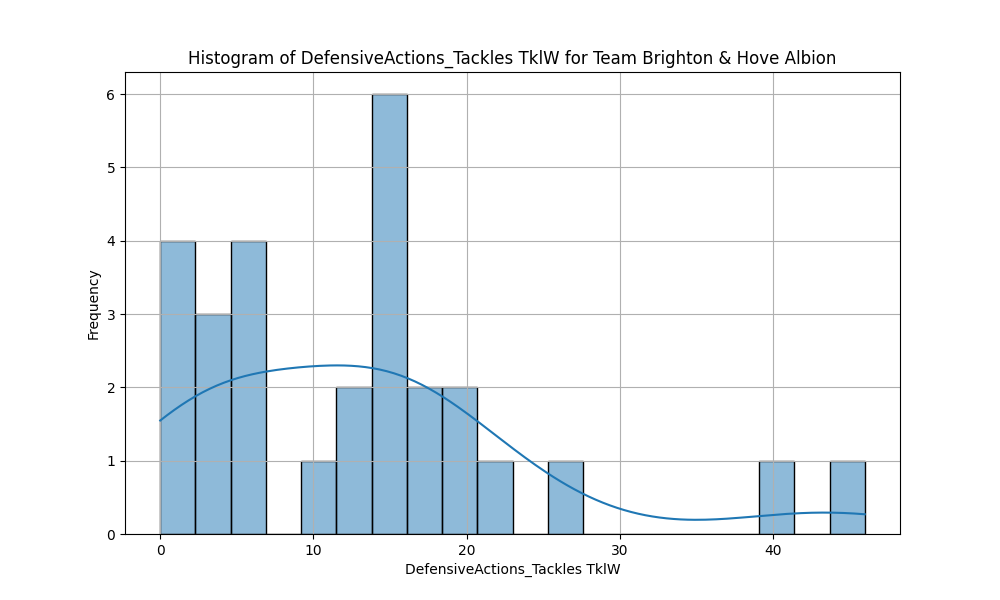 Histogram of DefensiveActions_Tackles TklW for Team Brighton & Hove Albion
6
5
4
3
2
1
0
Frequency
0 10 20 30 40
DefensiveActions_Tackles TklW